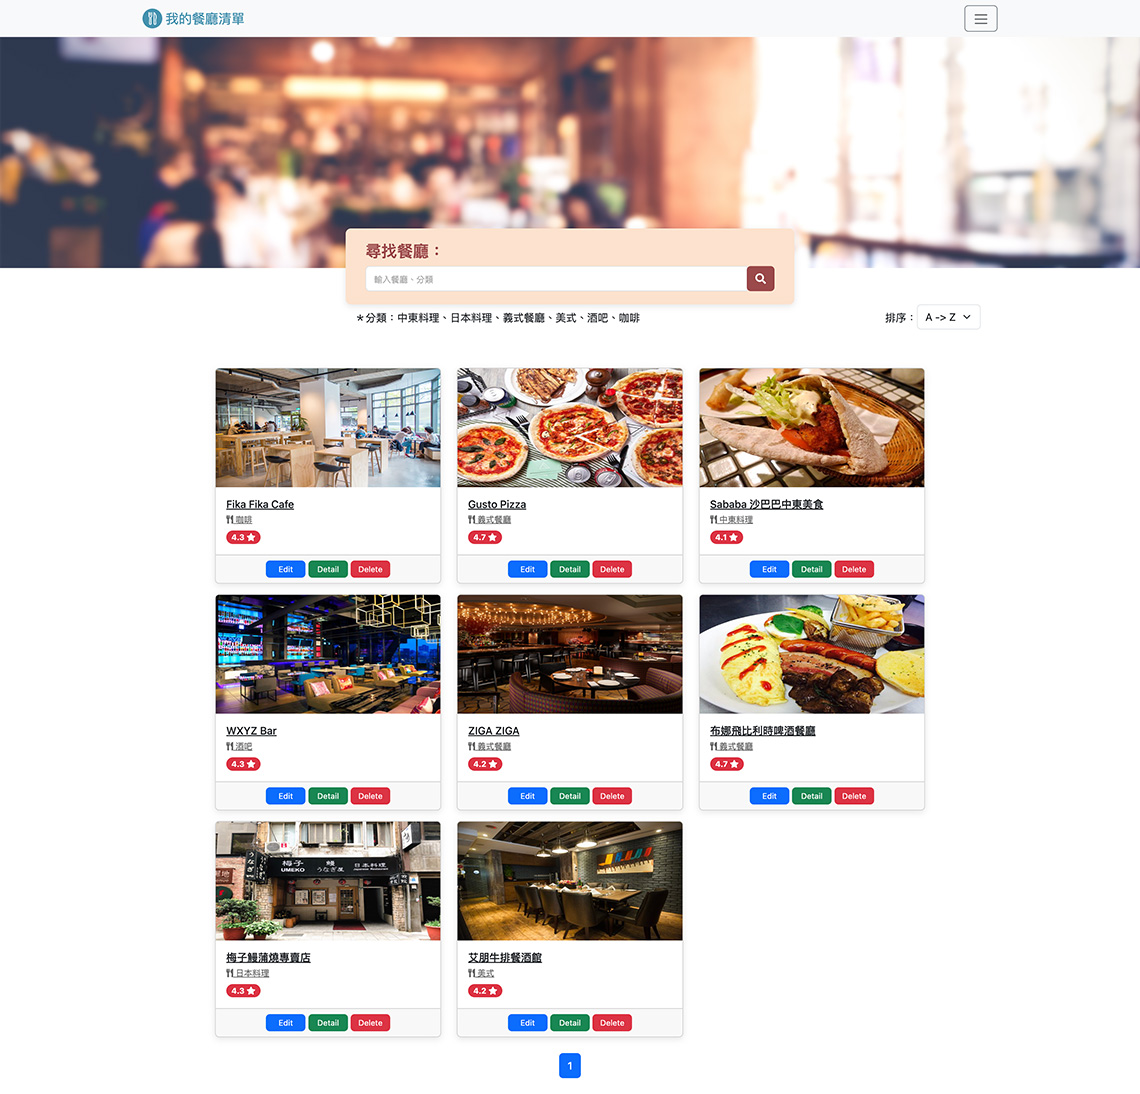 我的餐廳清單
尋找餐廳：
輸入餐廳、分類
＊分類：中東料理、日本料理、義式餐廳、美式、酒吧、咖啡
排序： A -> Z
Fika Fika Cafe
咖啡
4.3
Edit Detail Delete
Gusto Pizza
義式餐廳
4.7
Edit Detail Delete
Sababa 沙巴巴中東美食
中東料理
4.1
Edit Detail Delete
WXYZ Bar
酒吧
4.3
Edit Detail Delete
ZIGA ZIGA
義式餐廳
4.2
Edit Detail Delete
布娜飛比利時啤酒餐廳
義式餐廳
4.7
Edit Detail Delete
梅子 鰻 日本料理
UMEKO うなぎ屋 Japanese Restaurant
うなぎ
梅子鰻蒲燒專賣店
日本料理
4.3
Edit Detail Delete
艾朋牛排餐酒館
美式
4.2
Edit Detail Delete
1